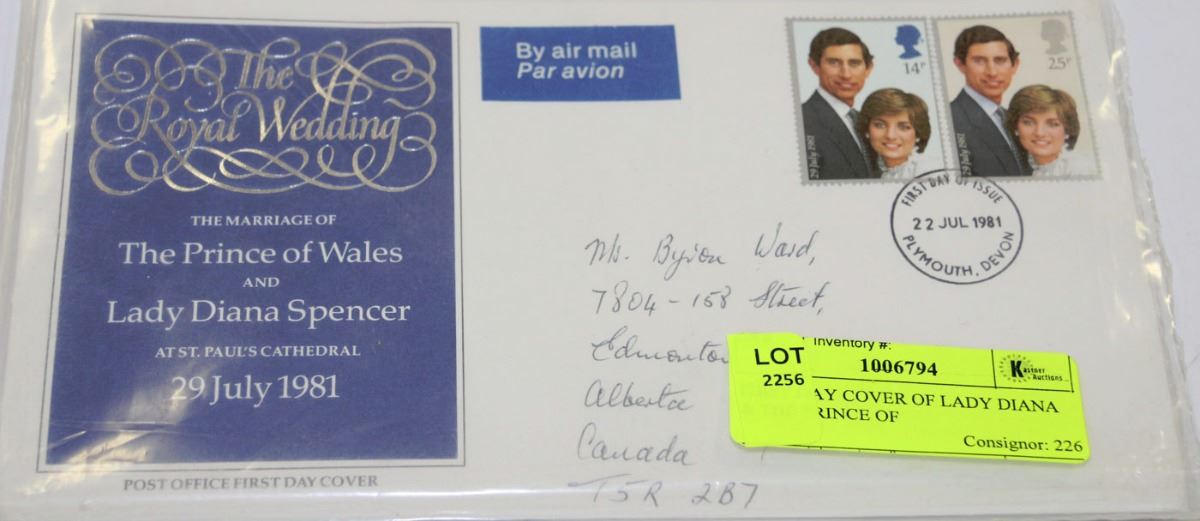 The
Royal Wedding
THE MARRIAGE OF
The Prince of Wales
AND
Lady Diana Spencer
AT ST. PAUL'S CATHEDRAL
29 July 1981
POST OFFICE FIRST DAY COVER
By air mail
Par avion
14P
29 July 1981
25P
29 July 1981
FIRST DAY OF ISSUE
22 JUL 1981
PLYMOUTH, DEVON
Mr. Byron Ward,
7804-158 Street,
Edmonton
Alberta
Canada
T5R 2B7
LOT
2256
Inventory #:
1006794
Kastner
Auctions
AY COVER OF LADY DIANA
RINCE OF
Consignor: 226